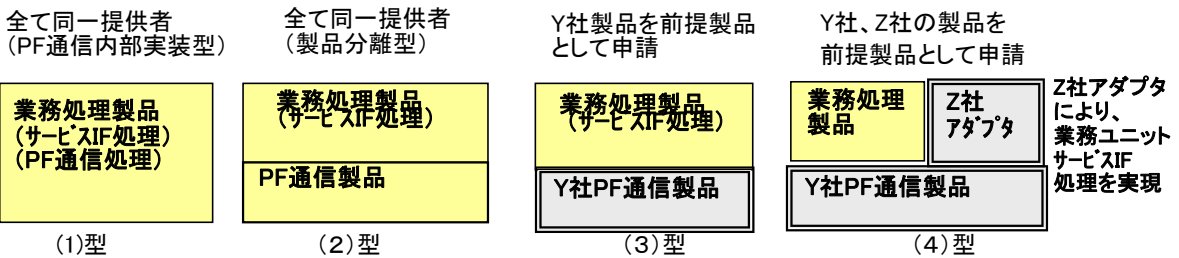 全て同一提供者
(PF通信内部実装型)
業務処理製品
(サービスIF処理)
(PF通信処理)
(1)型
全て同一提供者
(製品分離型)
業務処理製品
(サービスIF処理)
PF通信製品
(２)型
Y社製品を前提製品
として申請
業務処理製品
(サービスIF処理)
Y社PF通信製品
(３)型
Y社、Z社の製品を
前提製品として申請
業務処理
製品
Z社
アダプタ
Y社PF通信製品
Z社アダプタ
により、
業務ユニット
サービスIF
処理を実現
(４)型